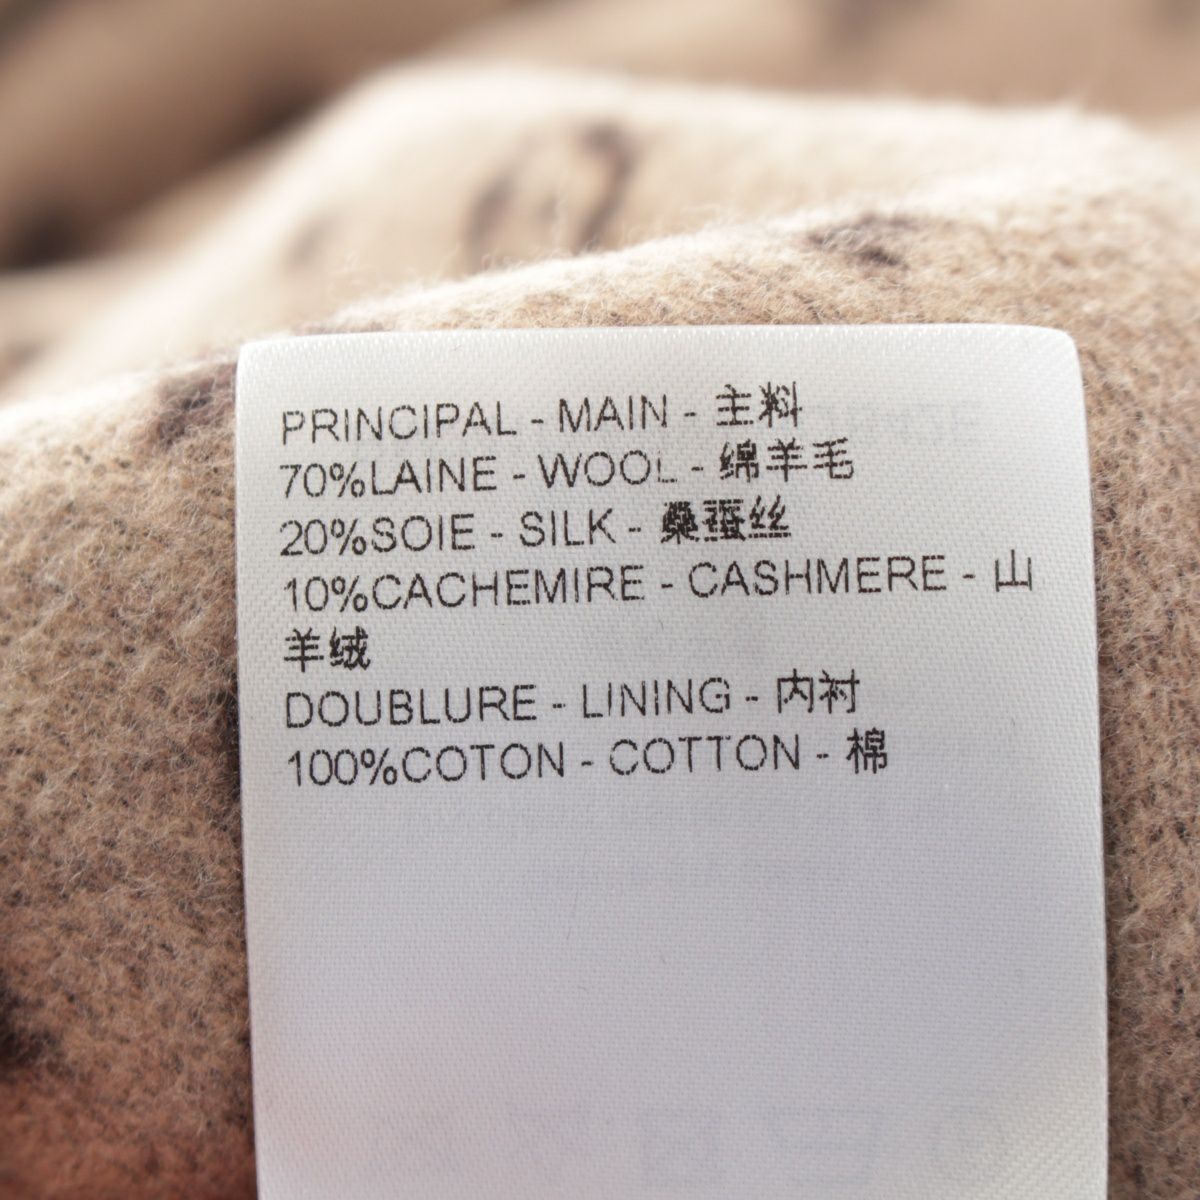 PRINCIPAL - MAIN - 主料
70%LAINE - WOOL - 绵羊毛
20%SOIE - SILK - 桑蚕丝
10%CACHEMIRE - CASHMERE - 山
羊绒
DOUBLURE - LINING - 内衬
100%COTON - COTTON - 棉